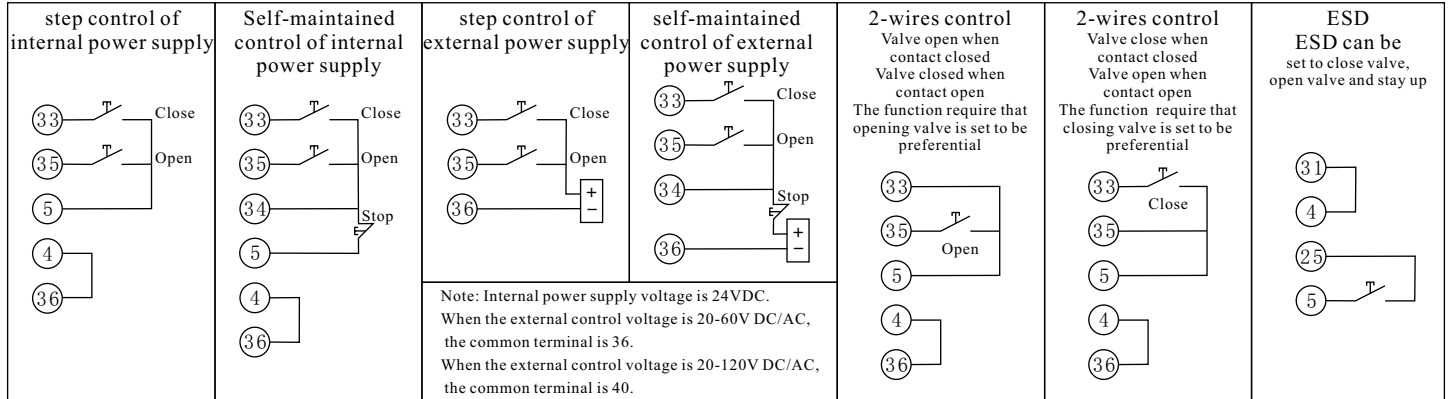 step control of
internal power supply
33
Close
35
Open
5
4
36
Self-maintained
control of internal
power supply
33
Close
35
Open
34
Stop
5
4
36
step control of
external power supply
33
Close
35
Open
+
36
−
self-maintained
control of external
power supply
33
Close
35
Open
34
Stop
+
36
−
Note: Internal power supply voltage is 24VDC.
When the external control voltage is 20-60V DC/AC,
the common terminal is 36.
When the external control voltage is 20-120V DC/AC,
the common terminal is 40.
2-wires control
Valve open when
contact closed
Valve closed when
contact open
The function require that
opening valve is set to be
preferential
33
35
Open
5
4
36
2-wires control
Valve close when
contact closed
Valve open when
contact open
The function require that
closing valve is set to be
preferential
33
Close
35
5
4
36
ESD
ESD can be
set to close valve,
open valve and stay up
31
4
25
5